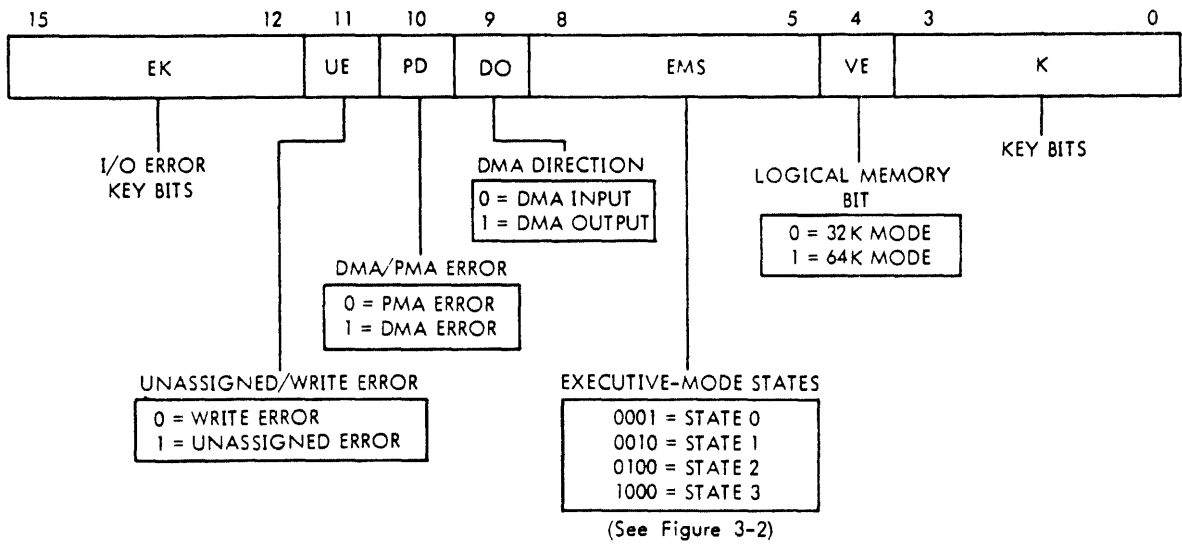 15 12 11 10 9 8 5 4 3 0
EK UE PD DO EMS VE K
I/O ERROR
KEY BITS
DMA DIRECTION
0 = DMA INPUT
1 = DMA OUTPUT
KEY BITS
LOGICAL MEMORY
BIT
0 = 32K MODE
1 = 64K MODE
DMA/PMA ERROR
0 = PMA ERROR
1 = DMA ERROR
UNASSIGNED/WRITE ERROR
0 = WRITE ERROR
1 = UNASSIGNED ERROR
EXECUTIVE-MODE STATES
0001 = STATE 0
0010 = STATE 1
0100 = STATE 2
1000 = STATE 3
(See Figure 3-2)